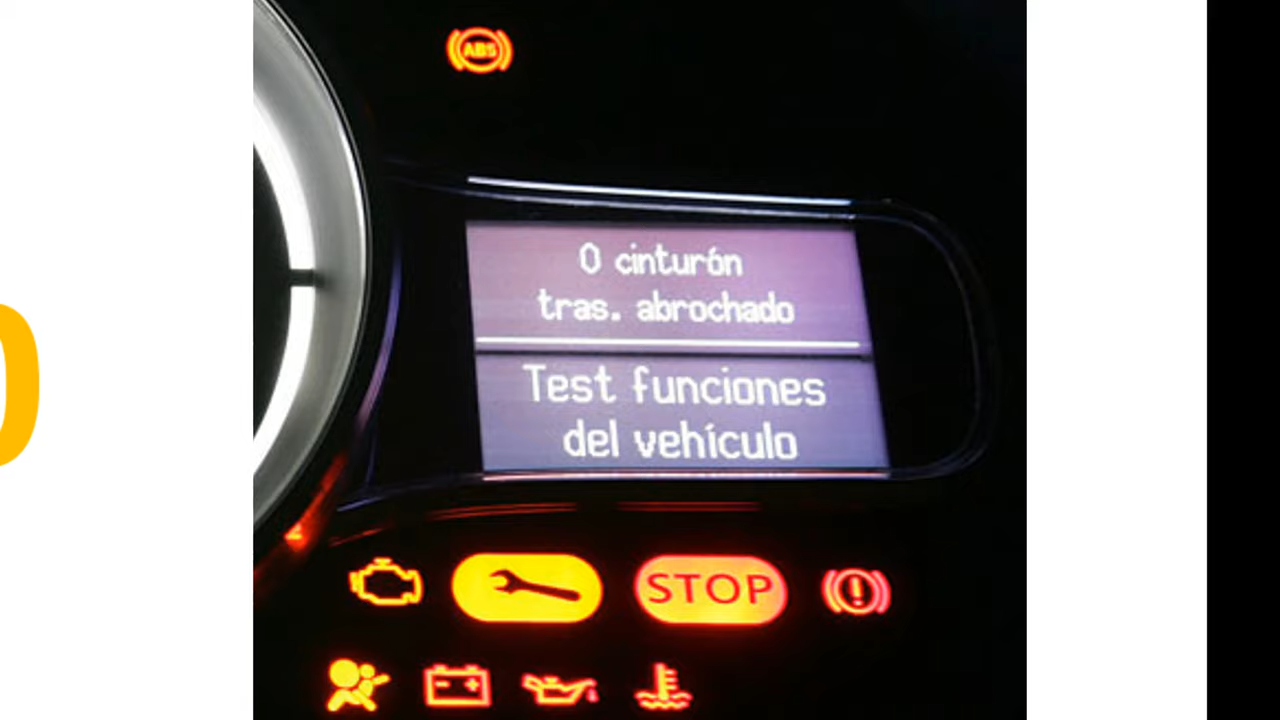 ABS
0 cinturón
tras. abrochado
Test funciones
del vehículo
STOP